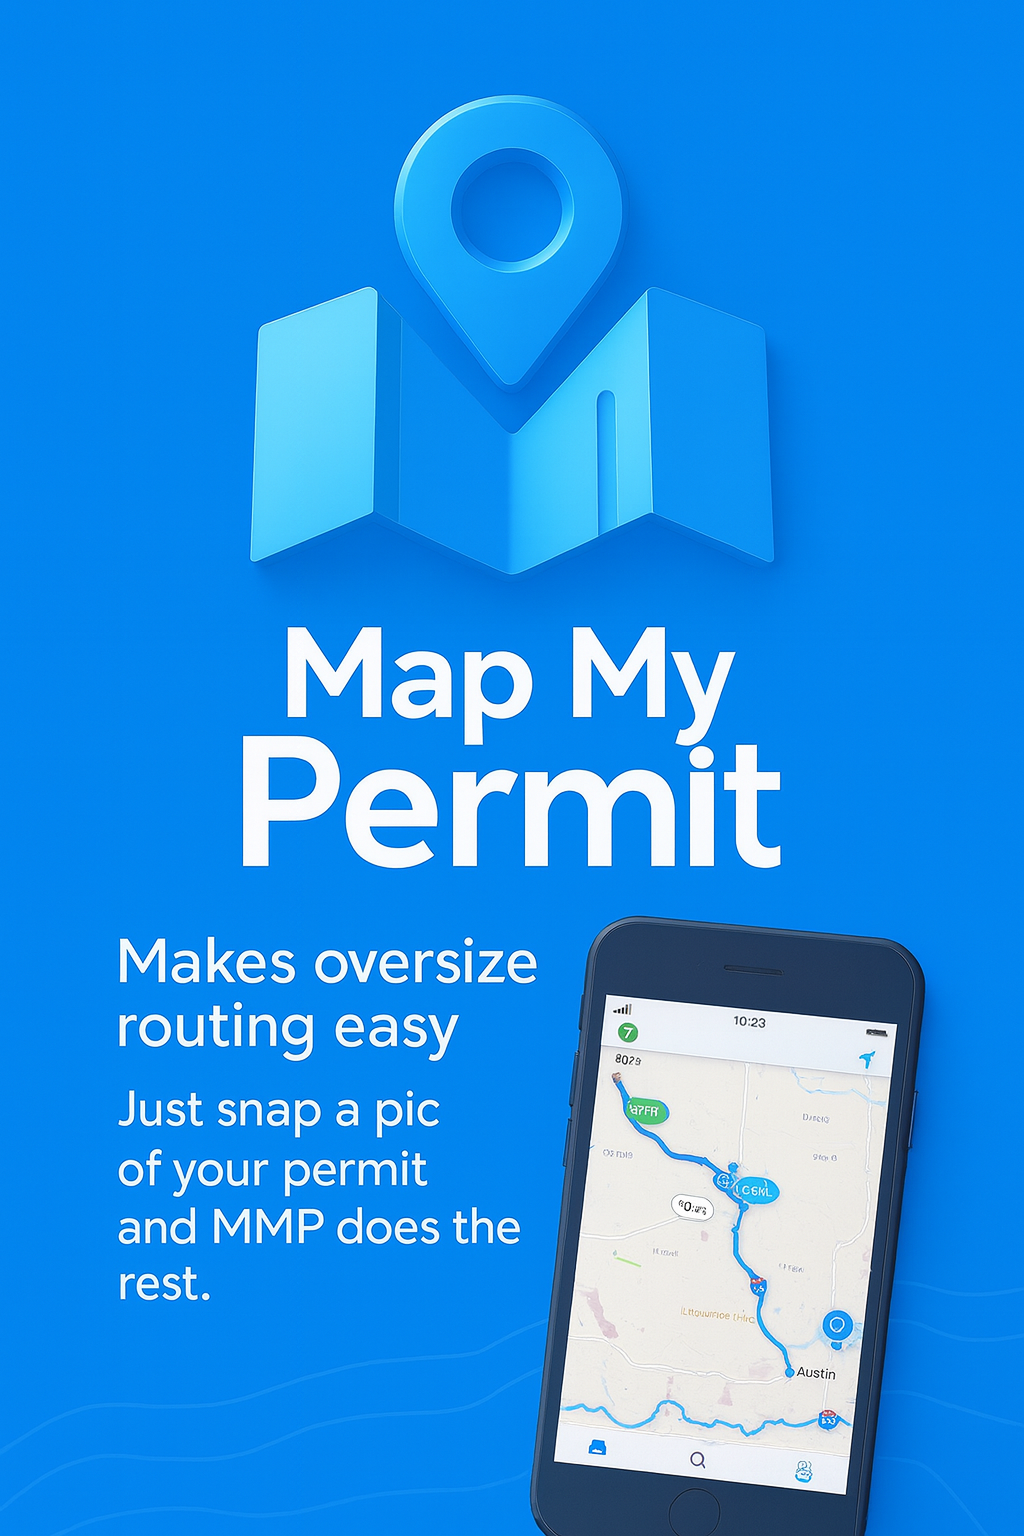 Map My
Permit
Makes oversize
routing easy
Just snap a pic
of your permit
and MMP does the
rest.
10:23
7
8029
Austin